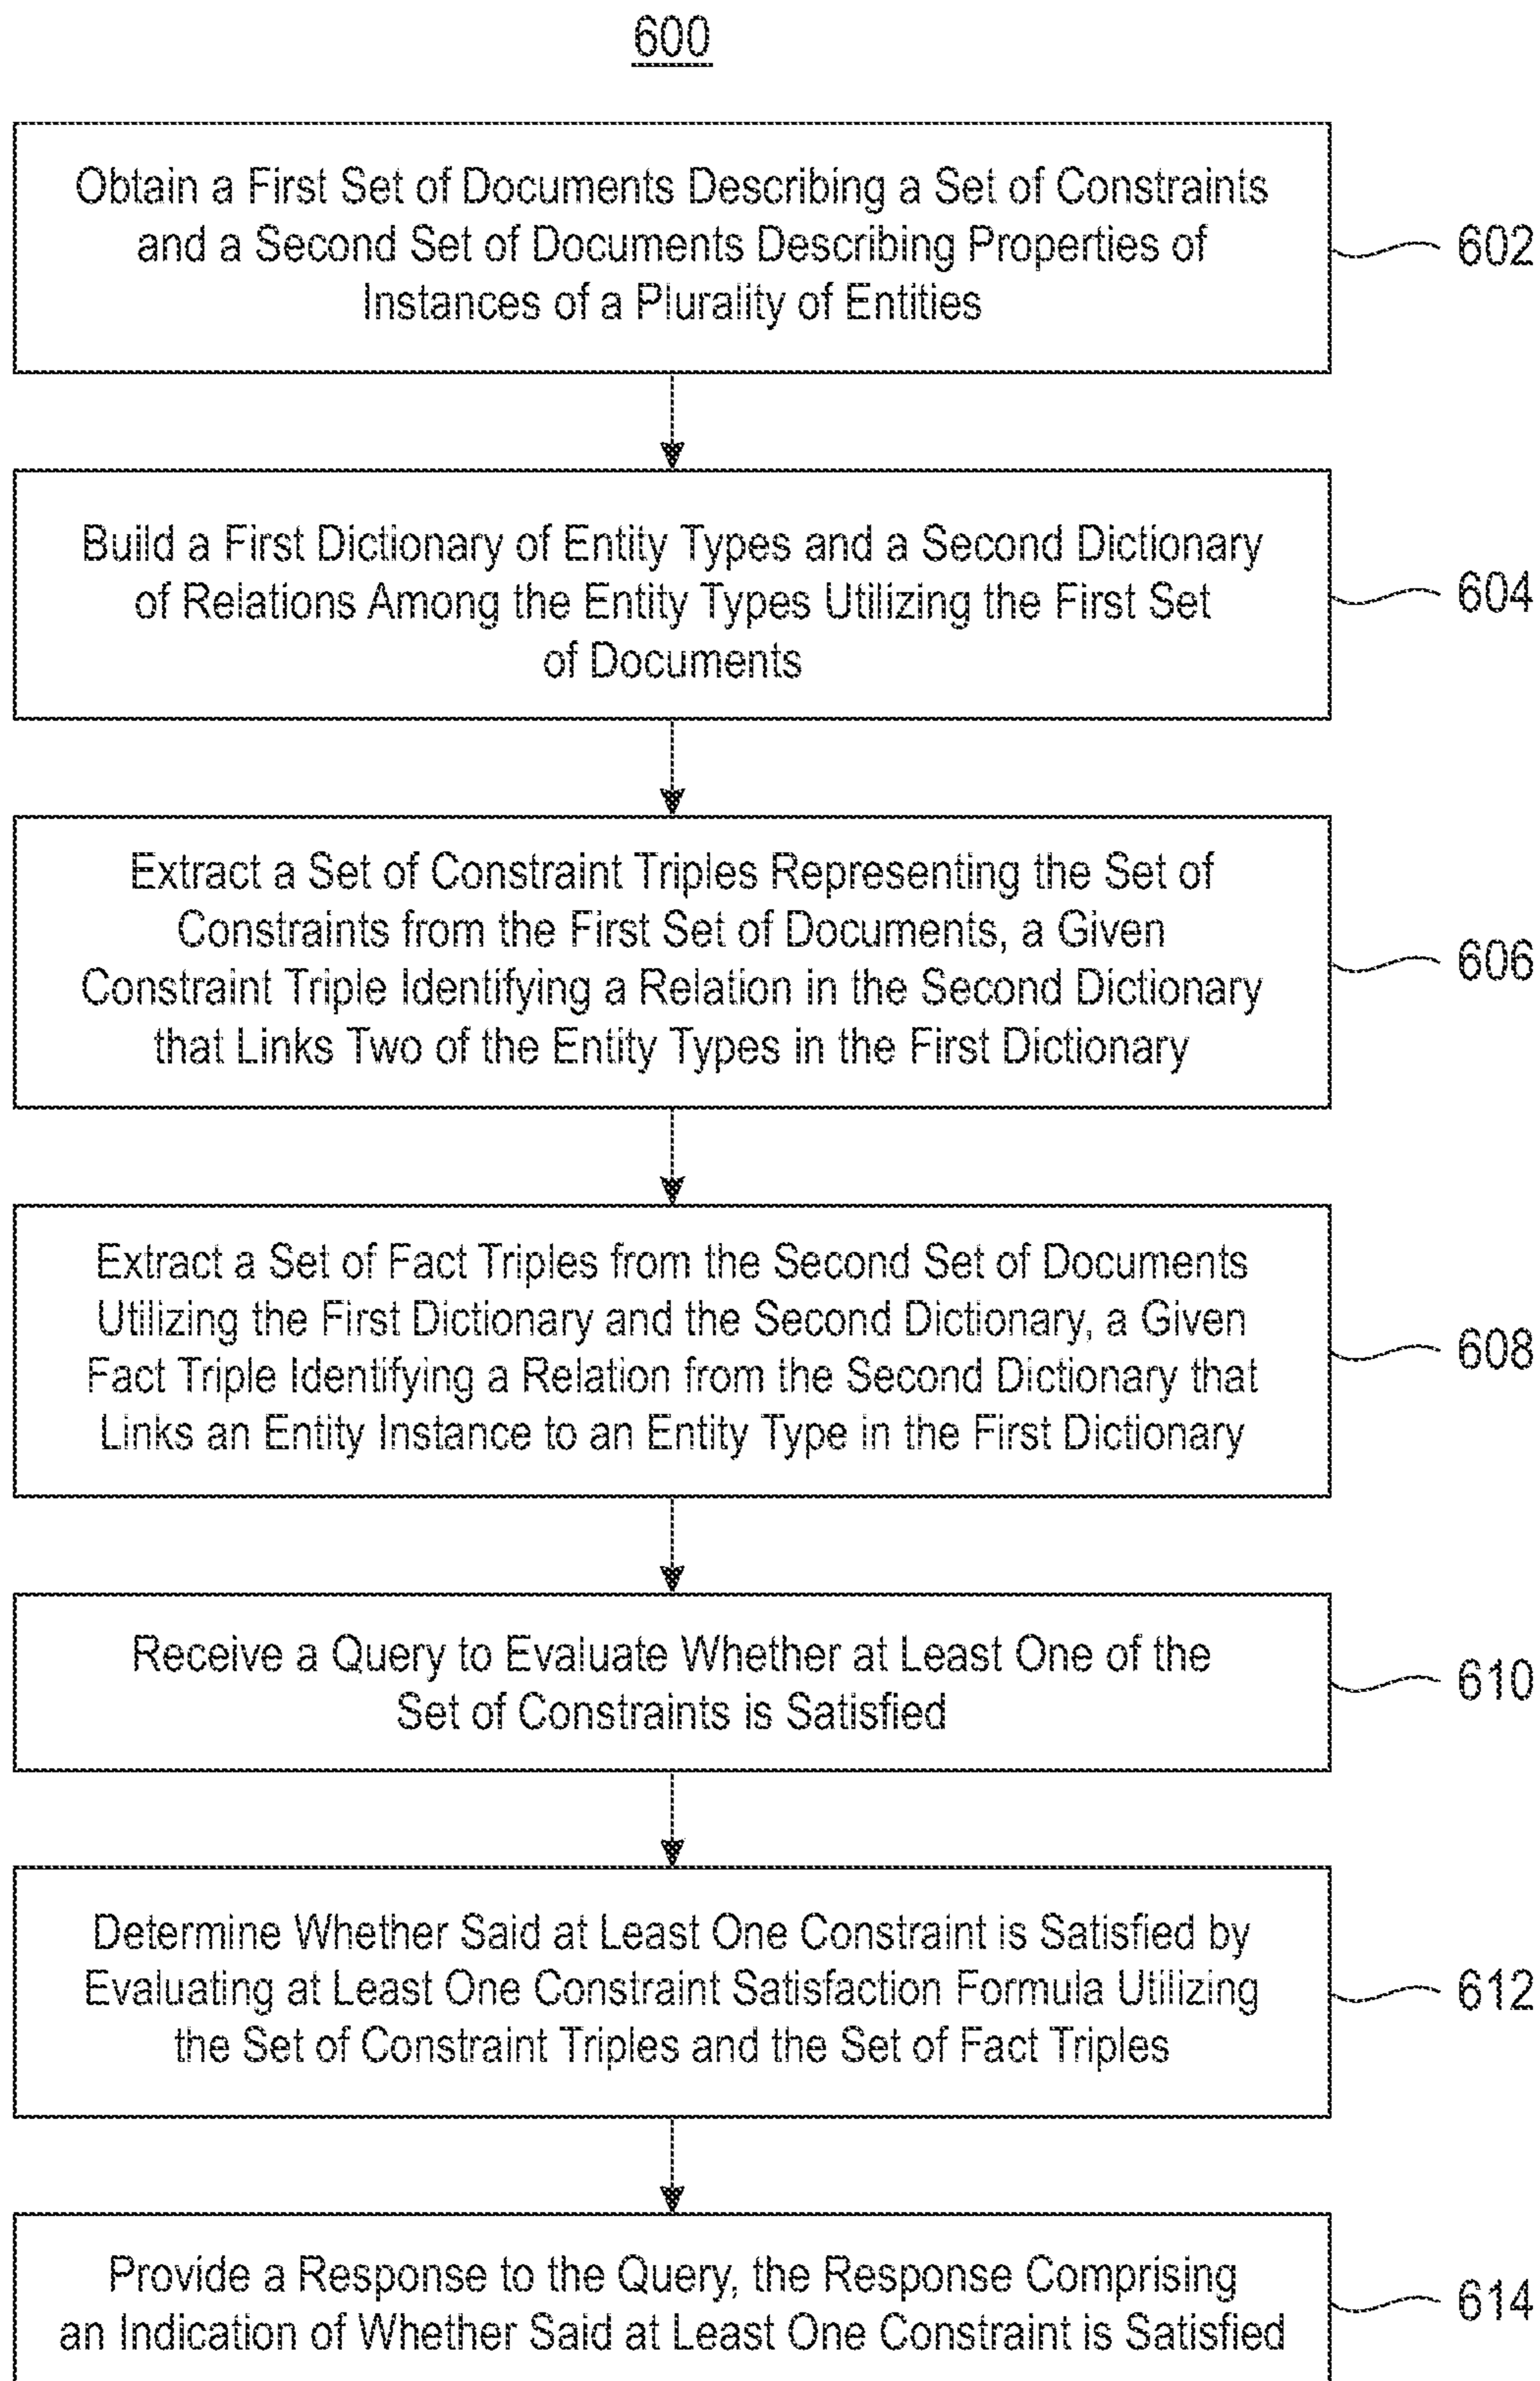 600
Obtain a First Set of Documents Describing a Set of Constraints
and a Second Set of Documents Describing Properties of
Instances of a Plurality of Entities
602
Build a First Dictionary of Entity Types and a Second Dictionary
of Relations Among the Entity Types Utilizing the First Set
of Documents
604
Extract a Set of Constraint Triples Representing the Set of
Constraints from the First Set of Documents, a Given
Constraint Triple Identifying a Relation in the Second Dictionary
that Links Two of the Entity Types in the First Dictionary
606
Extract a Set of Fact Triples from the Second Set of Documents
Utilizing the First Dictionary and the Second Dictionary, a Given
Fact Triple Identifying a Relation from the Second Dictionary that
Links an Entity Instance to an Entity Type in the First Dictionary
608
Receive a Query to Evaluate Whether at Least One of the
Set of Constraints is Satisfied
610
Determine Whether Said at Least One Constraint is Satisfied by
Evaluating at Least One Constraint Satisfaction Formula Utilizing
the Set of Constraint Triples and the Set of Fact Triples
612
Provide a Response to the Query, the Response Comprising
an Indication of Whether Said at Least One Constraint is Satisfied
614